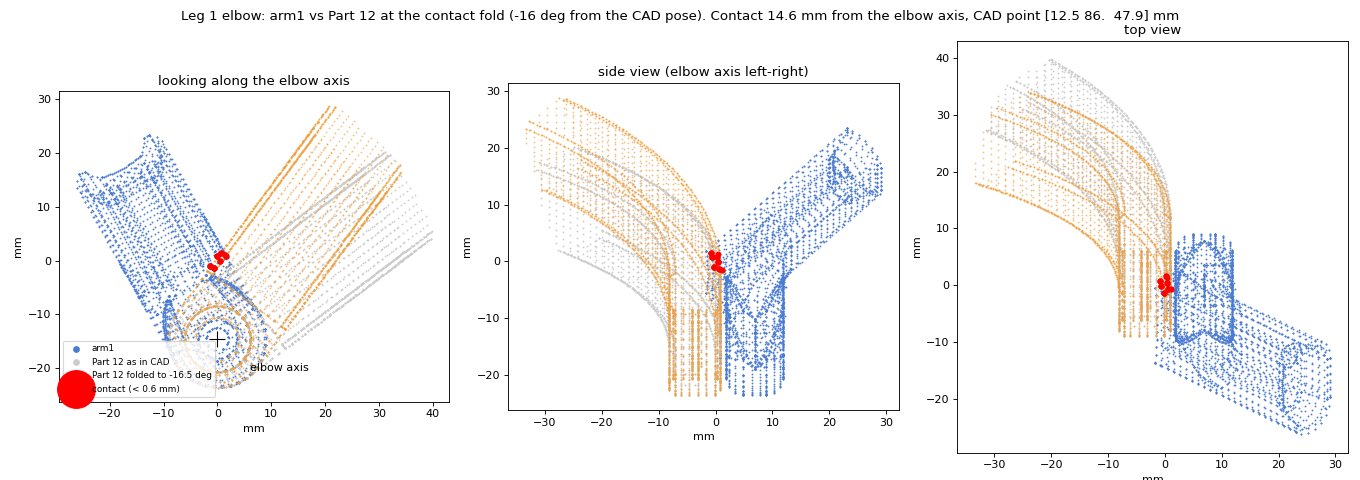 Leg 1 elbow: arm1 vs Part 12 at the contact fold (-16 deg from the CAD pose). Contact 14.6 mm from the elbow axis, CAD point [12.5 86.  47.9] mm
looking along the elbow axis
30
20
10
0
−10
−20
mm
−20
−10
0
10
20
30
40
mm
arm1
Part 12 as in CAD
Part 12 folded to -16.5 deg
contact (< 0.6 mm)
elbow axis
side view (elbow axis left-right)
30
20
10
0
−10
−20
mm
−30
−20
−10
0
10
20
30
mm
top view
40
30
20
10
0
−10
−20
mm
−30
−20
−10
0
10
20
30
mm